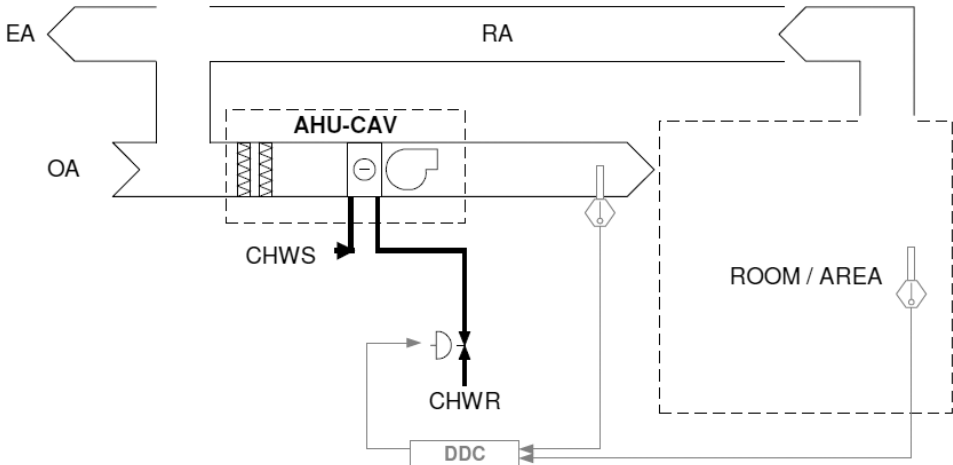 EA
RA
AHU-CAV
OA
CHWS
ROOM / AREA
CHWR
DDC